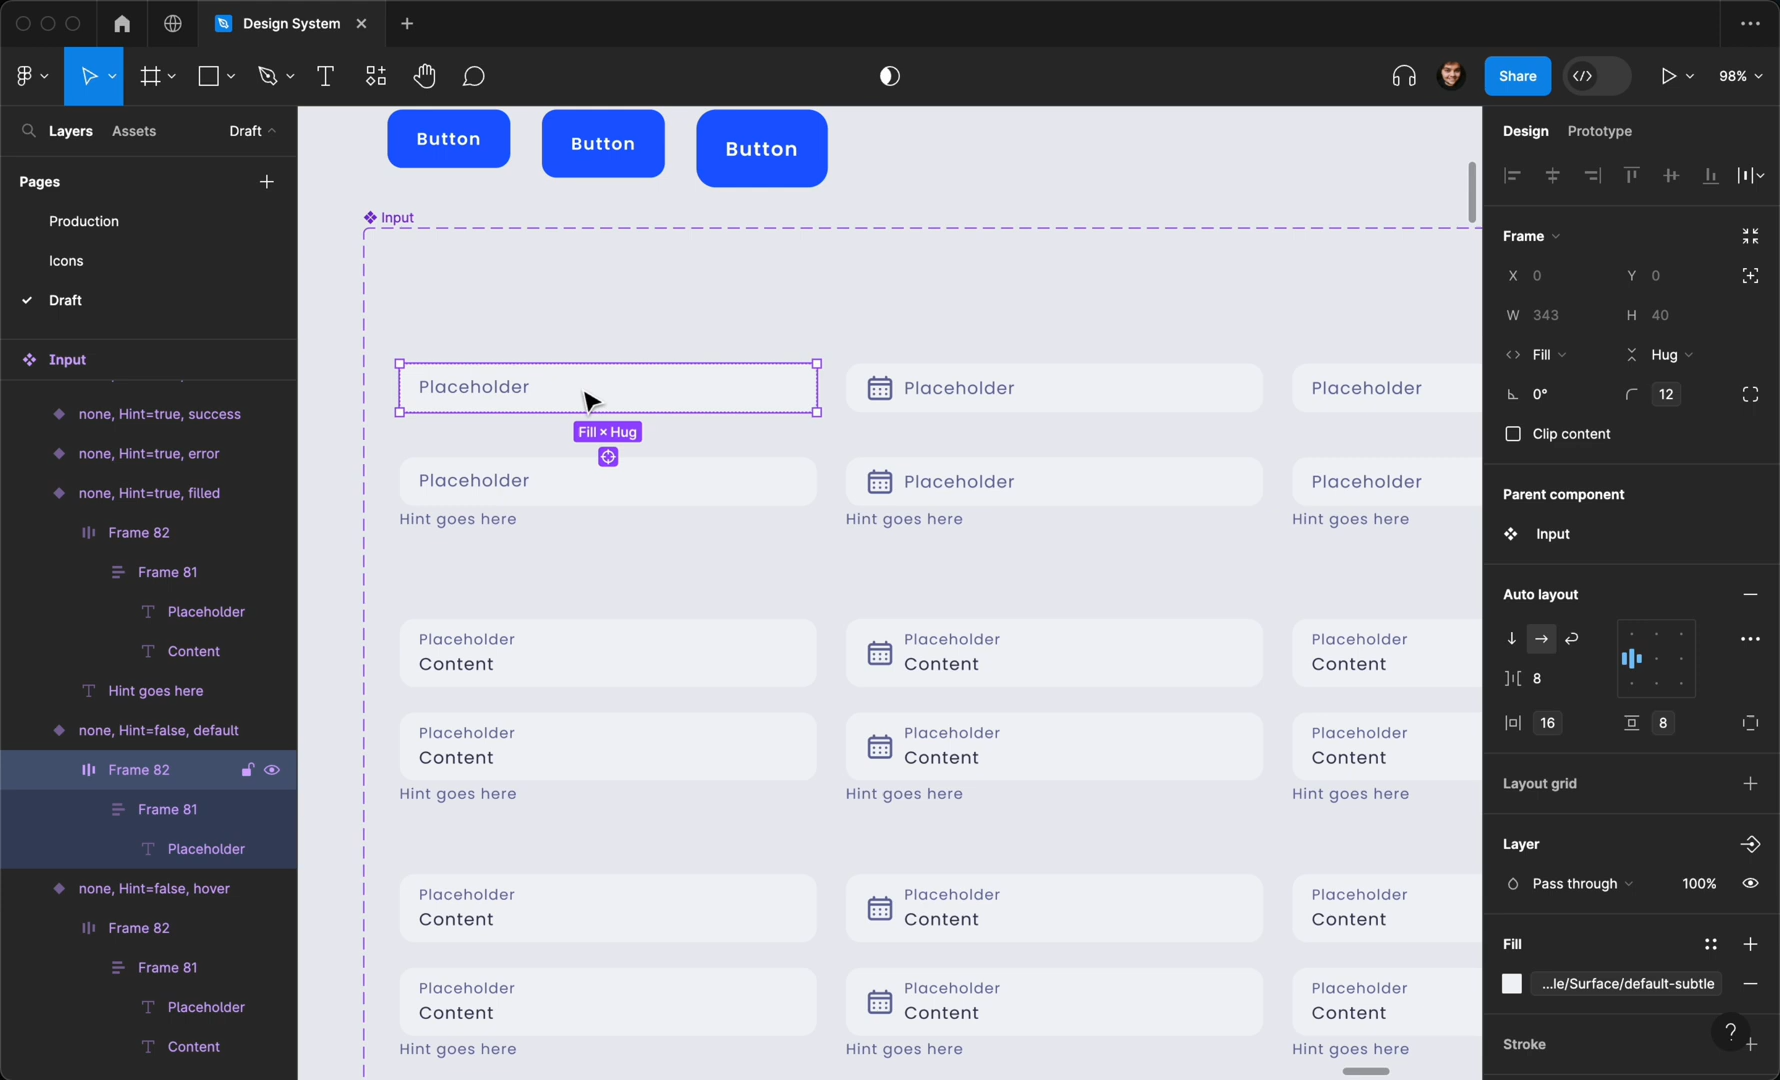 Design System
Share
98%
Layers
Assets
Draft
Pages
Production
Icons
Draft
Input
none, Hint=true, success
none, Hint=true, error
none, Hint=true, filled
Frame 82
Frame 81
Placeholder
Content
Hint goes here
none, Hint=false, default
Frame 82
Frame 81
Placeholder
none, Hint=false, hover
Frame 82
Frame 81
Placeholder
Content
Button
Button
Button
Input
Placeholder
Placeholder
Placeholder
Fill × Hug
Placeholder
Placeholder
Placeholder
Hint goes here
Hint goes here
Hint goes here
Placeholder
Content
Placeholder
Content
Placeholder
Content
Placeholder
Content
Placeholder
Content
Placeholder
Content
Hint goes here
Hint goes here
Hint goes here
Placeholder
Content
Placeholder
Content
Placeholder
Content
Placeholder
Content
Placeholder
Content
Placeholder
Content
Hint goes here
Hint goes here
Hint goes here
Design
Prototype
Frame
X 0
Y 0
W 343
H 40
Fill
Hug
0°
12
Clip content
Parent component
Input
Auto layout
8
16
8
Layout grid
Layer
Pass through
100%
Fill
...le/Surface/default-subtle
Stroke
?